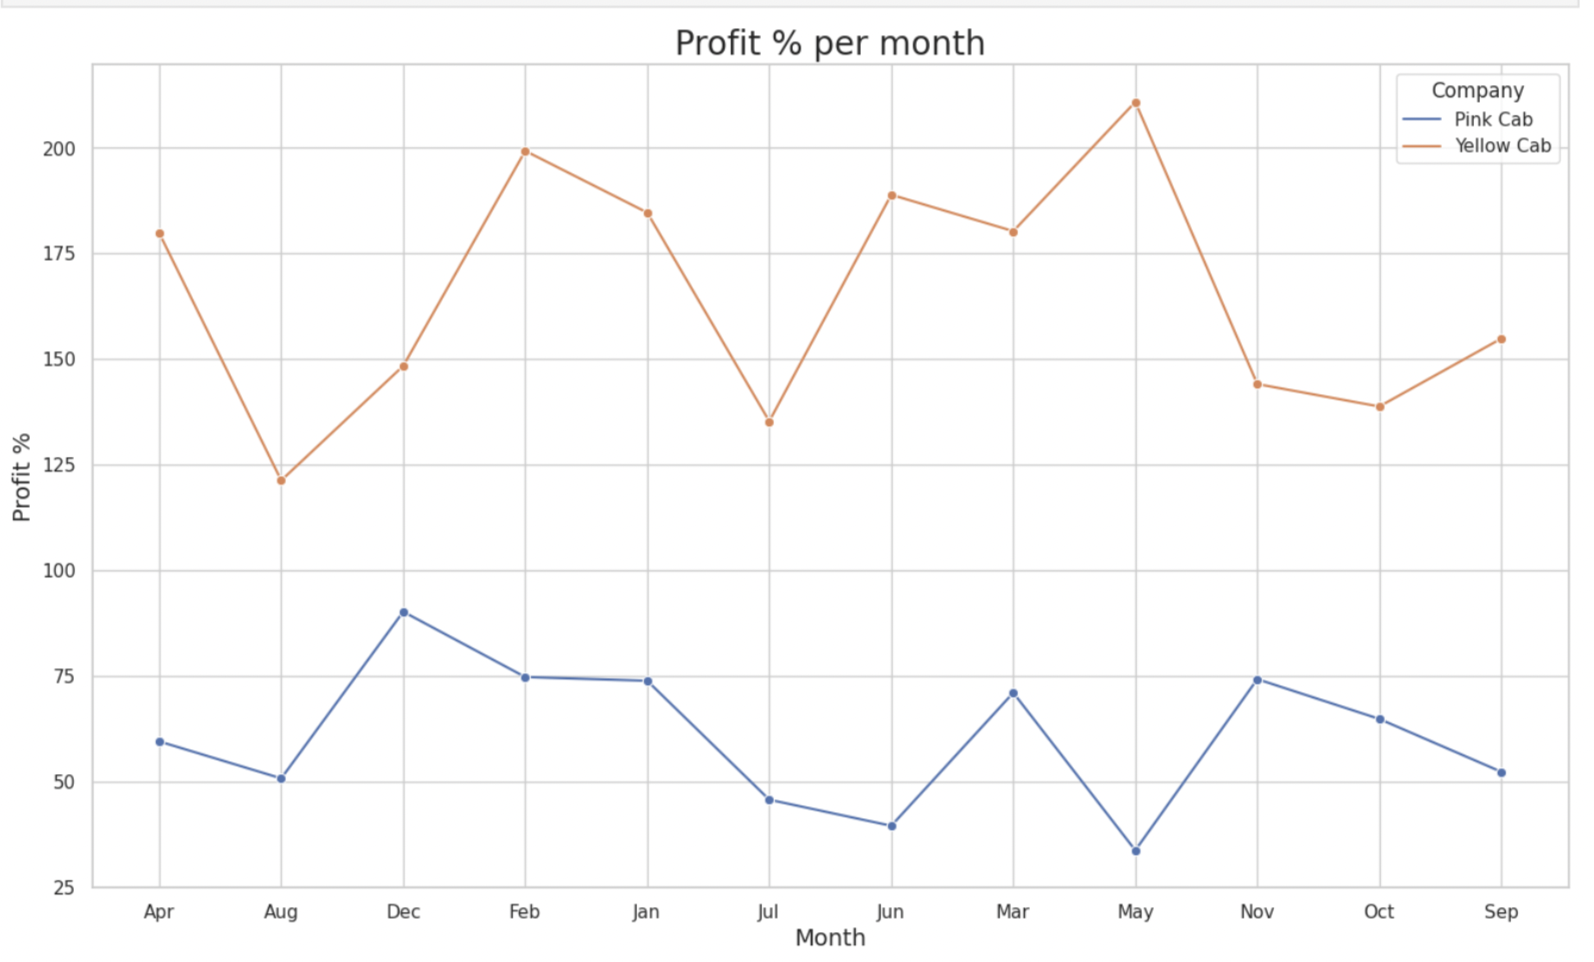 Profit % per month
Company
Pink Cab
Yellow Cab
Profit %
200
175
150
125
100
75
50
25
Apr Aug Dec Feb Jan Jul Jun Mar May Nov Oct Sep
Month